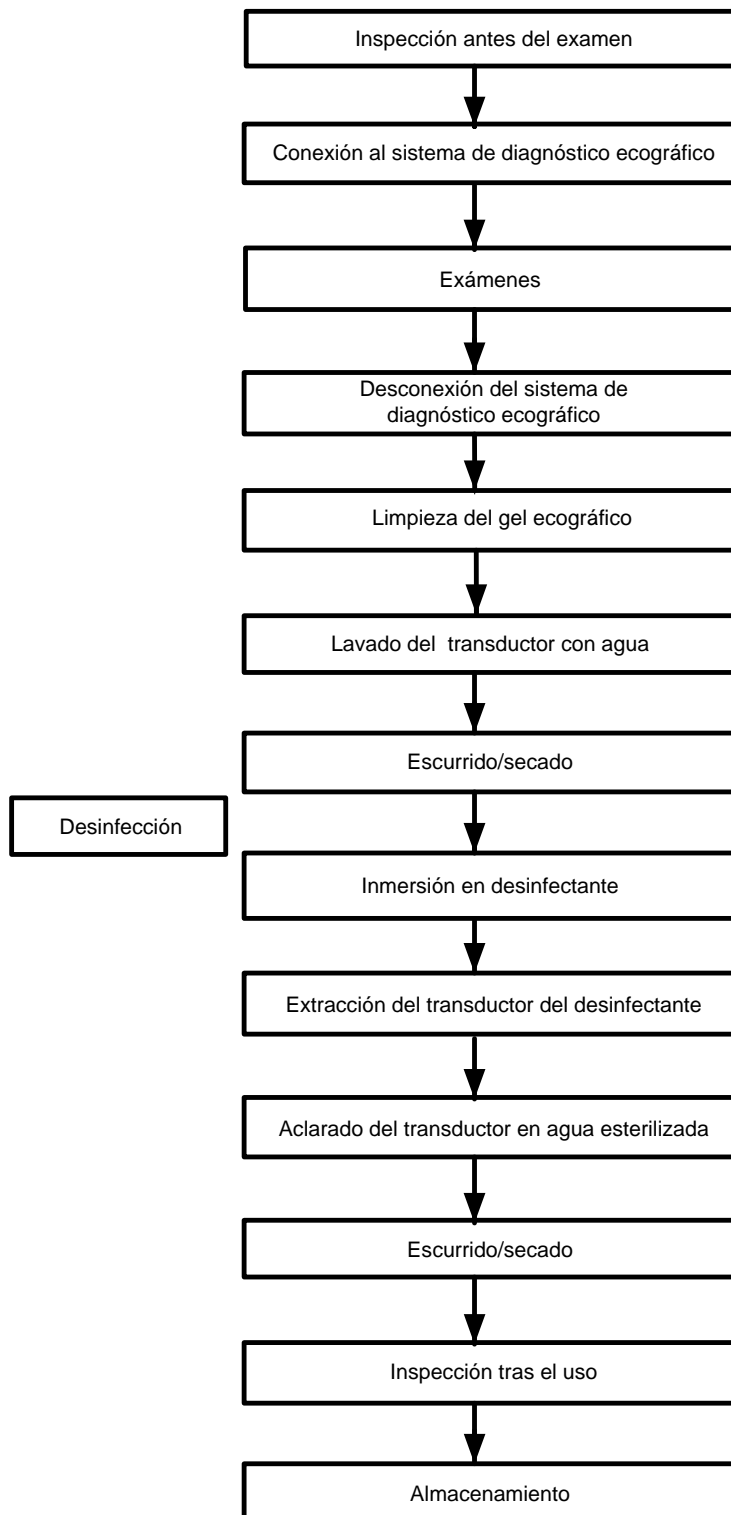 Inspección antes del examen
Conexión al sistema de diagnóstico ecográfico
Exámenes
Desconexión del sistema de
diagnóstico ecográfico
Limpieza del gel ecográfico
Lavado del transductor con agua
Escurrido/secado
Desinfección
Inmersión en desinfectante
Extracción del transductor del desinfectante
Aclarado del transductor en agua esterilizada
Escurrido/secado
Inspección tras el uso
Almacenamiento